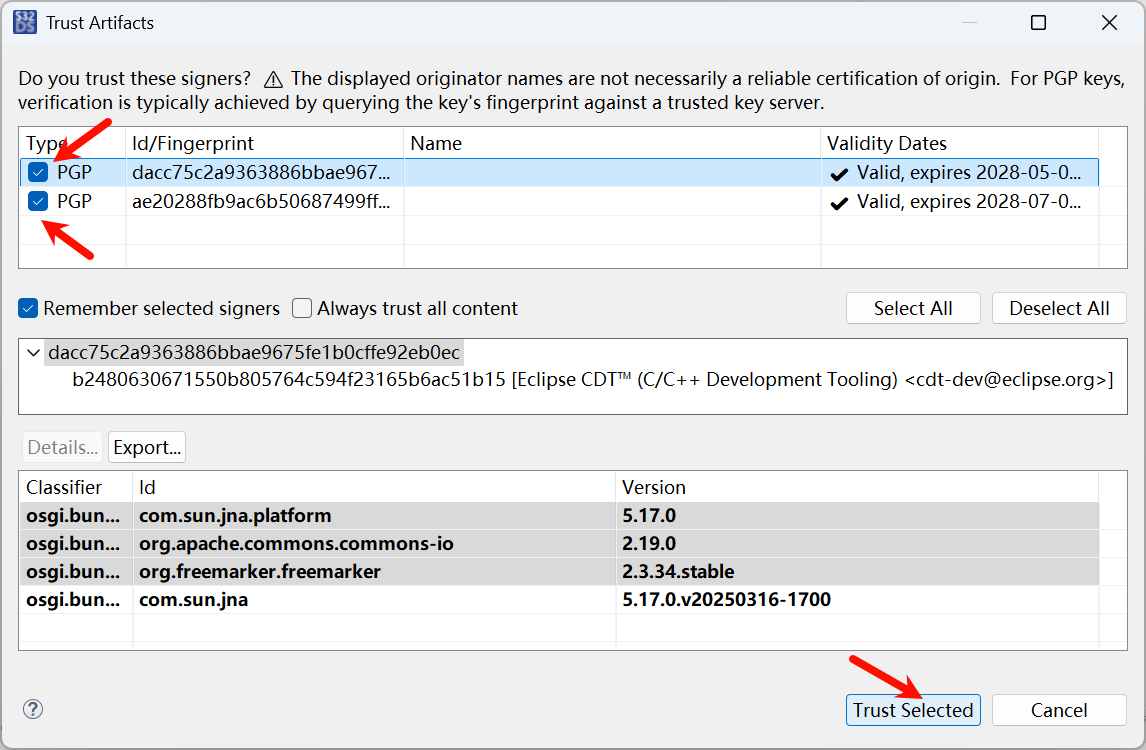 S32
DS
Trust Artifacts
Do you trust these signers? ⚠ The displayed originator names are not necessarily a reliable certification of origin.  For PGP keys,
verification is typically achieved by querying the key's fingerprint against a trusted key server.
Type Id/Fingerprint Name Validity Dates
PGP dacc75c2a9363886bbae967... ✔ Valid, expires 2028-05-0...
PGP ae20288fb9ac6b50687499ff... ✔ Valid, expires 2028-07-0...
Remember selected signers Always trust all content Select All Deselect All
dacc75c2a9363886bbae9675fe1b0cffe92eb0ec
b2480630671550b805764c594f23165b6ac51b15 [Eclipse CDT™ (C/C++ Development Tooling) <cdt-dev@eclipse.org>]
Details... Export...
Classifier Id Version
osgi.bun... com.sun.jna.platform 5.17.0
osgi.bun... org.apache.commons.commons-io 2.19.0
osgi.bun... org.freemarker.freemarker 2.3.34.stable
osgi.bun... com.sun.jna 5.17.0.v20250316-1700
? Trust Selected Cancel